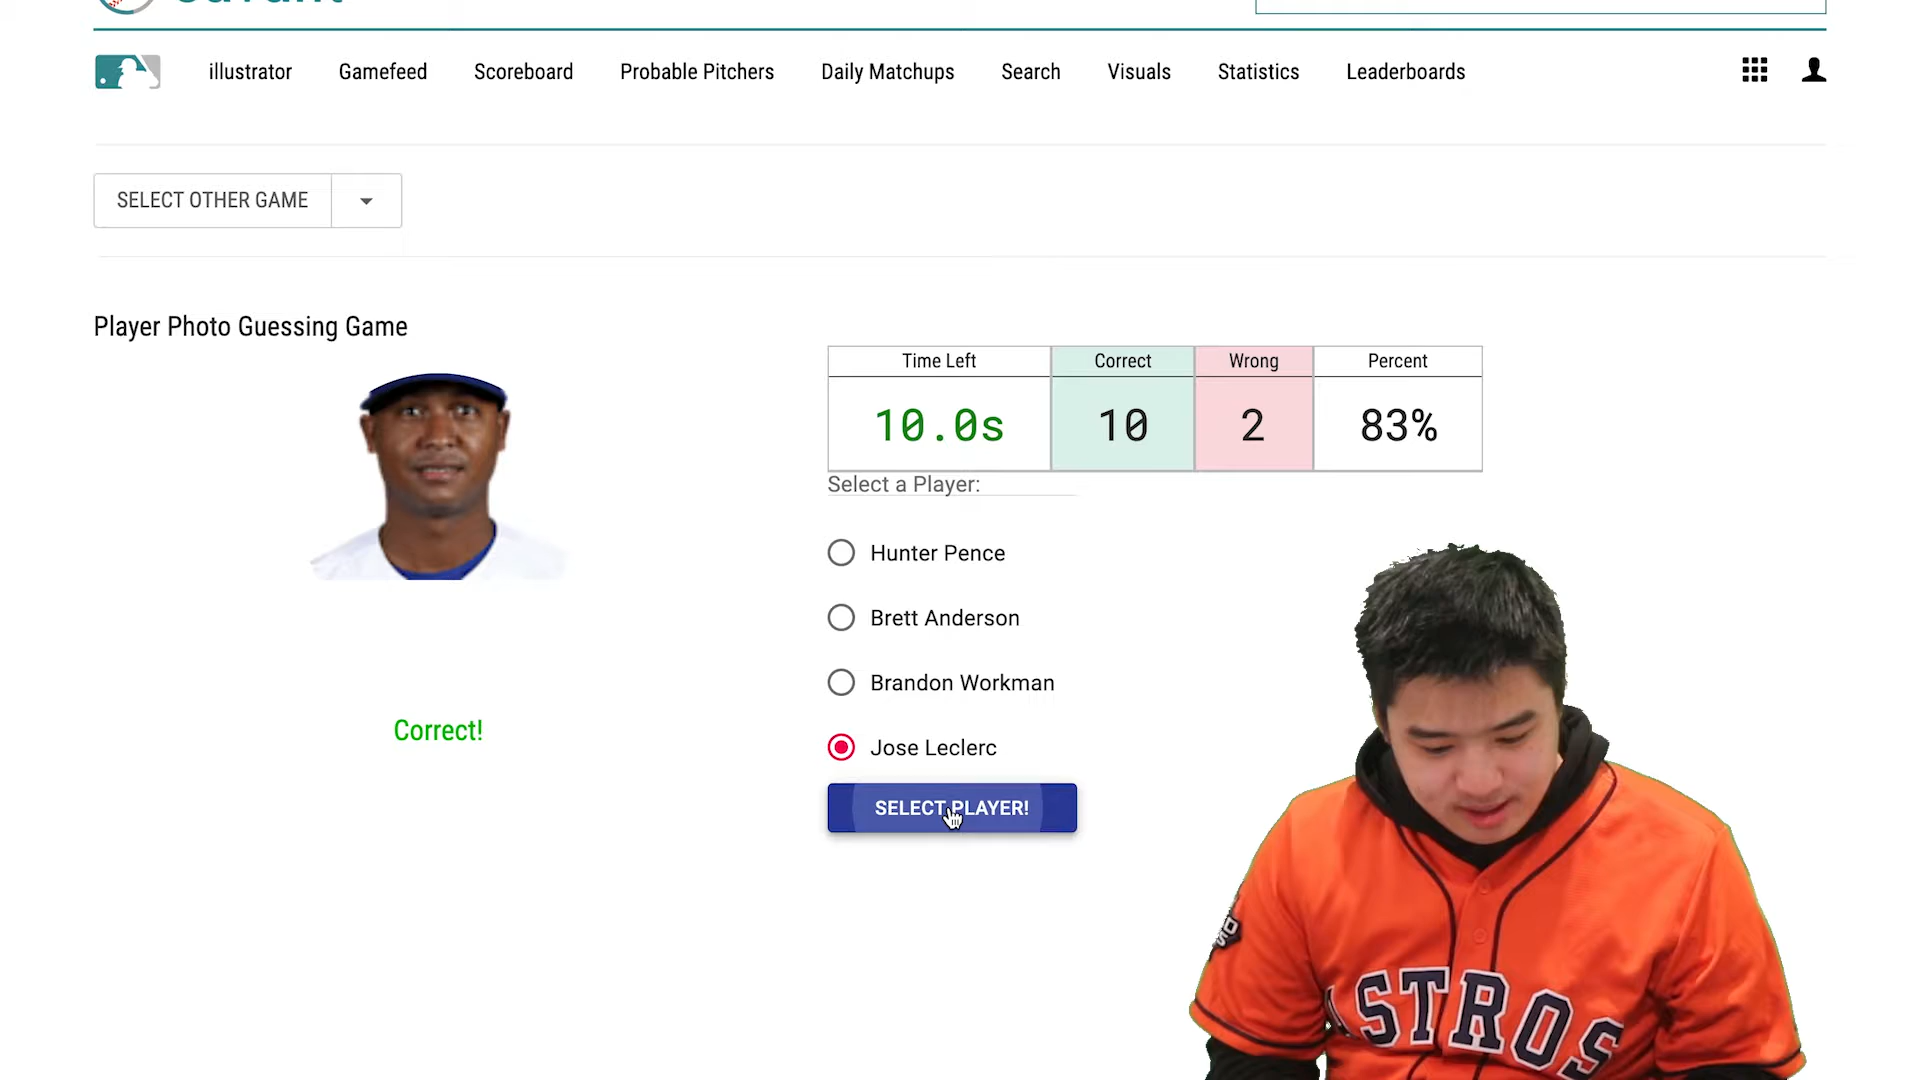 illustrator Gamefeed Scoreboard Probable Pitchers Daily Matchups Search Visuals Statistics Leaderboards
SELECT OTHER GAME
Player Photo Guessing Game
Time Left Correct Wrong Percent
10.0s 10 2 83%
Select a Player:
Hunter Pence
Brett Anderson
Brandon Workman
Correct!
Jose Leclerc
SELECT PLAYER!
ASTROS